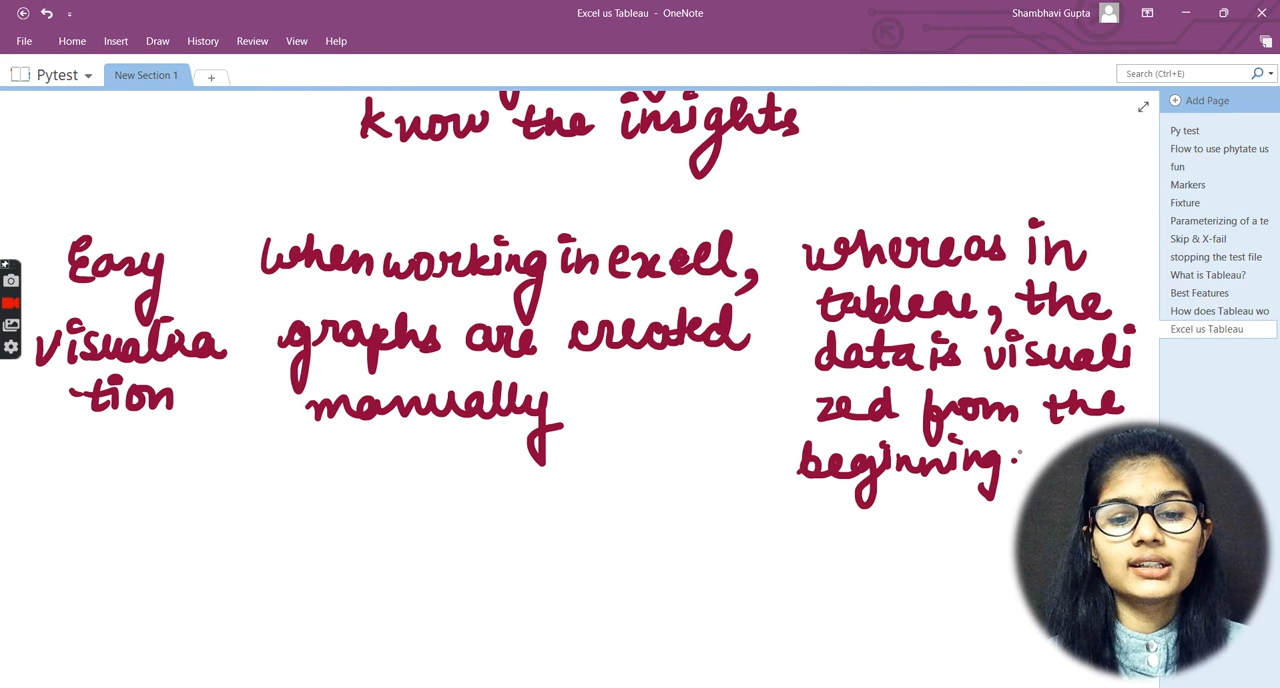 Excel us Tableau - OneNote
Shambhavi Gupta
File Home Insert Draw History Review View Help
Pytest
New Section 1
+
Search (Ctrl+E)
Add Page
Py test
Flow to use phytate us
fun
Markers
Fixture
Parameterizing of a te
Skip & X-fail
stopping the test file
What is Tableau?
Best Features
How does Tableau wo
Excel us Tableau
know the insights
Easy
visualiza
-tion
when working in excel,
graphs are created
manually
whereas in
tableau, the
data is visuali
zed from the
beginning.